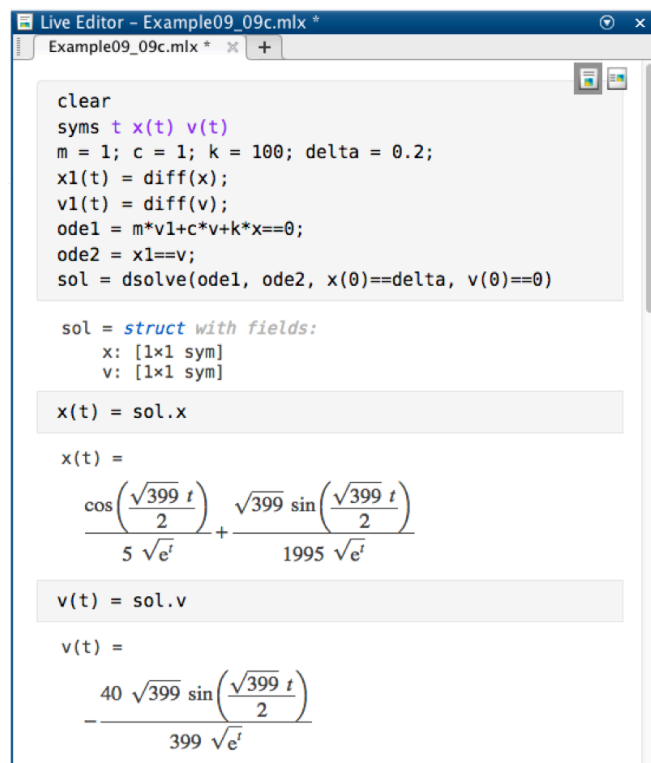 Live Editor – Example09_09c.mlx *
Example09_09c.mlx * × +
clear
syms t x(t) v(t)
m = 1; c = 1; k = 100; delta = 0.2;
x1(t) = diff(x);
v1(t) = diff(v);
ode1 = m*v1+c*v+k*x==0;
ode2 = x1==v;
sol = dsolve(ode1, ode2, x(0)==delta, v(0)==0)
sol = struct with fields:
x: [1×1 sym]
v: [1×1 sym]
x(t) = sol.x
x(t) =
cos(√399 t / 2) / (5 √e^t) + √399 sin(√399 t / 2) / (1995 √e^t)
v(t) = sol.v
v(t) =
− 40 √399 sin(√399 t / 2) / (399 √e^t)